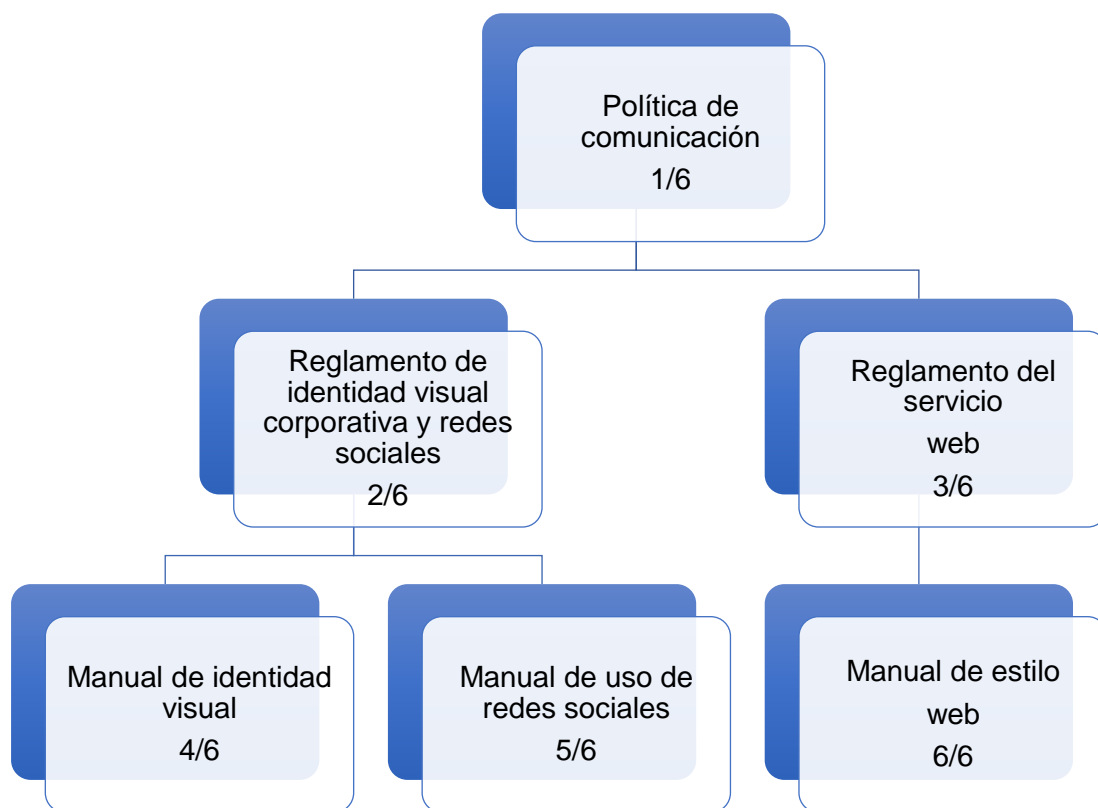 Política de
comunicación
1/6
Reglamento de
identidad visual
corporativa y redes
sociales
2/6
Reglamento del
servicio
web
3/6
Manual de identidad
visual
4/6
Manual de uso de
redes sociales
5/6
Manual de estilo
web
6/6